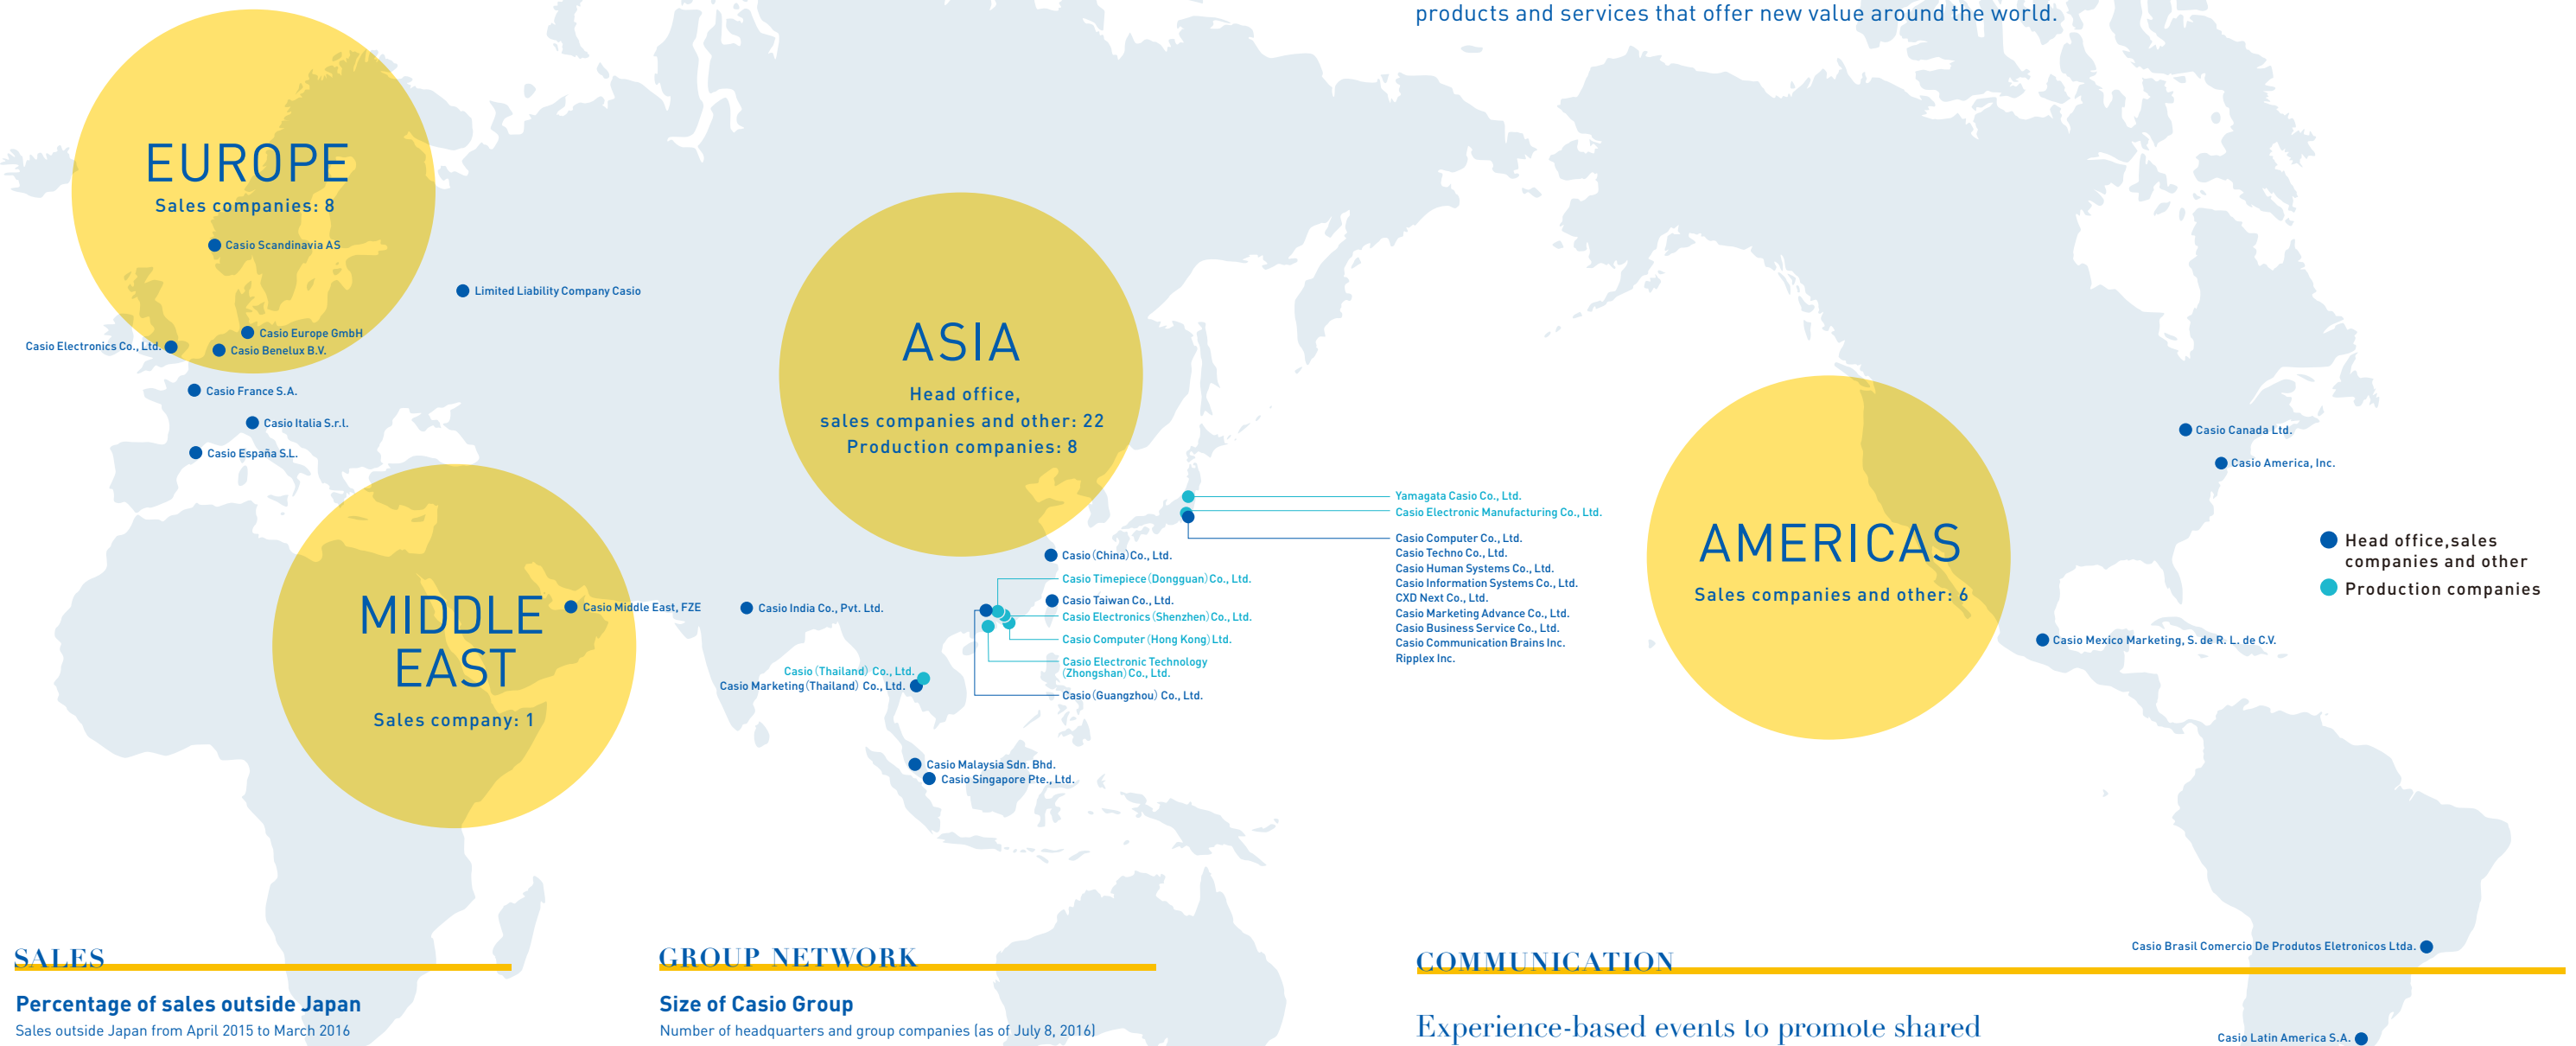 products and services that offer new value around the world.
EUROPE
Sales companies: 8
Casio Scandinavia AS
Limited Liability Company Casio
Casio Europe GmbH
Casio Electronics Co., Ltd.
Casio Benelux B.V.
Casio France S.A.
Casio Italia S.r.l.
Casio España S.L.
MIDDLE
EAST
Sales company: 1
Casio Middle East, FZE
ASIA
Head office,
sales companies and other: 22
Production companies: 8
Casio India Co., Pvt. Ltd.
Casio (Thailand) Co., Ltd.
Casio Marketing (Thailand) Co., Ltd.
Casio (China) Co., Ltd.
Casio Timepiece (Dongguan) Co., Ltd.
Casio Taiwan Co., Ltd.
Casio Electronics (Shenzhen) Co., Ltd.
Casio Computer (Hong Kong) Ltd.
Casio Electronic Technology
(Zhongshan) Co., Ltd.
Casio (Guangzhou) Co., Ltd.
Casio Malaysia Sdn. Bhd.
Casio Singapore Pte., Ltd.
Yamagata Casio Co., Ltd.
Casio Electronic Manufacturing Co., Ltd.
Casio Computer Co., Ltd.
Casio Techno Co., Ltd.
Casio Human Systems Co., Ltd.
Casio Information Systems Co., Ltd.
CXD Next Co., Ltd.
Casio Marketing Advance Co., Ltd.
Casio Business Service Co., Ltd.
Casio Communication Brains Inc.
Ripplex Inc.
AMERICAS
Sales companies and other: 6
Casio Canada Ltd.
Casio America, Inc.
Casio Mexico Marketing, S. de R. L. de C.V.
Casio Brasil Comercio De Produtos Eletronicos Ltda.
Casio Latin America S.A.
Head office,sales
companies and other
Production companies
SALES
Percentage of sales outside Japan
Sales outside Japan from April 2015 to March 2016
GROUP NETWORK
Size of Casio Group
Number of headquarters and group companies (as of July 8, 2016)
COMMUNICATION
Experience-based events to promote shared